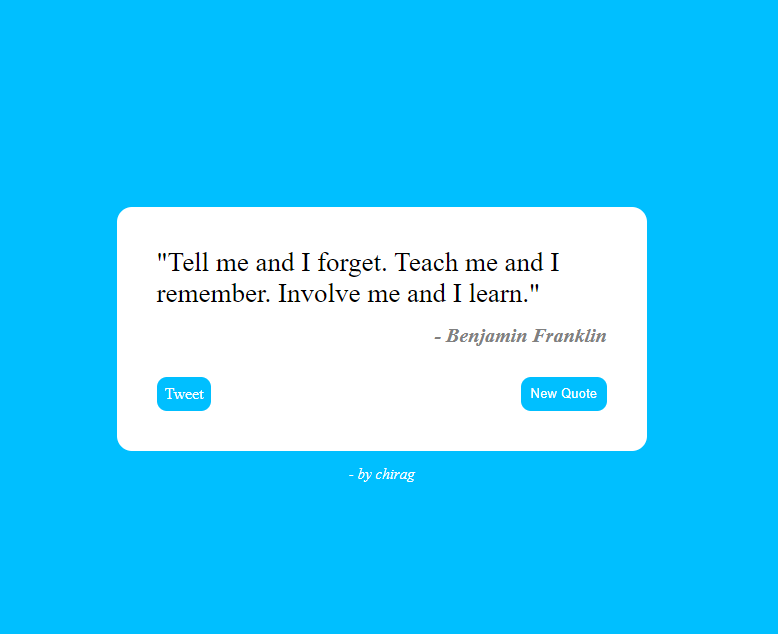 "Tell me and I forget. Teach me and I
remember. Involve me and I learn."
- Benjamin Franklin
Tweet
New Quote
- by chirag